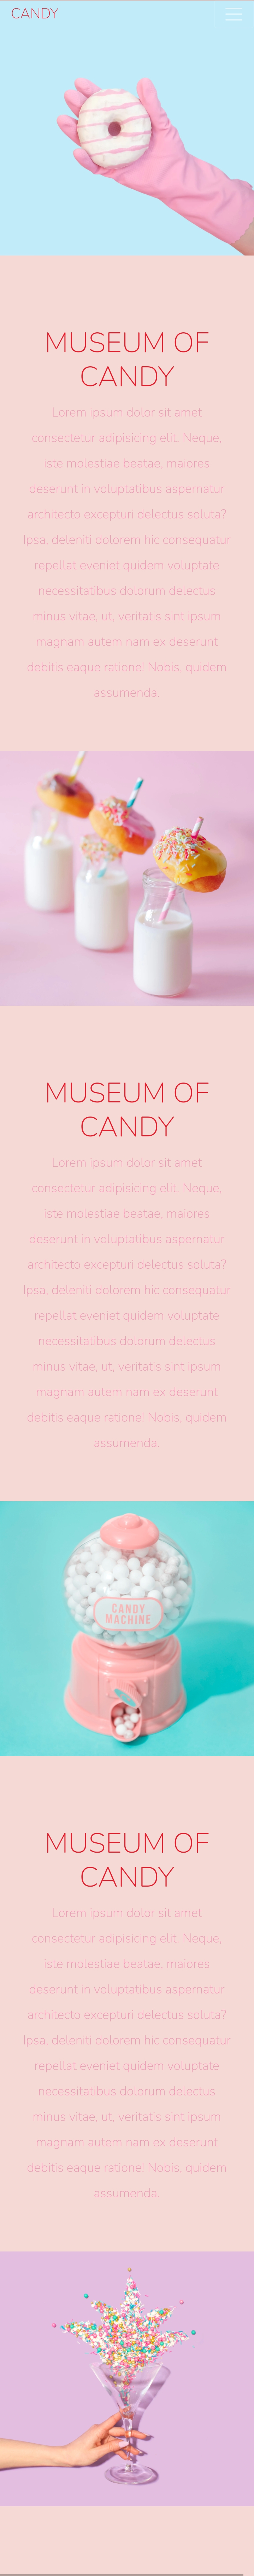 CANDY
MUSEUM OF
CANDY
Lorem ipsum dolor sit amet
consectetur adipisicing elit. Neque,
iste molestiae beatae, maiores
deserunt in voluptatibus aspernatur
architecto excepturi delectus soluta?
Ipsa, deleniti dolorem hic consequatur
repellat eveniet quidem voluptate
necessitatibus dolorum delectus
minus vitae, ut, veritatis sint ipsum
magnam autem nam ex deserunt
debitis eaque ratione! Nobis, quidem
assumenda.
MUSEUM OF
CANDY
Lorem ipsum dolor sit amet
consectetur adipisicing elit. Neque,
iste molestiae beatae, maiores
deserunt in voluptatibus aspernatur
architecto excepturi delectus soluta?
Ipsa, deleniti dolorem hic consequatur
repellat eveniet quidem voluptate
necessitatibus dolorum delectus
minus vitae, ut, veritatis sint ipsum
magnam autem nam ex deserunt
debitis eaque ratione! Nobis, quidem
assumenda.
CANDY
MACHINE
MUSEUM OF
CANDY
Lorem ipsum dolor sit amet
consectetur adipisicing elit. Neque,
iste molestiae beatae, maiores
deserunt in voluptatibus aspernatur
architecto excepturi delectus soluta?
Ipsa, deleniti dolorem hic consequatur
repellat eveniet quidem voluptate
necessitatibus dolorum delectus
minus vitae, ut, veritatis sint ipsum
magnam autem nam ex deserunt
debitis eaque ratione! Nobis, quidem
assumenda.